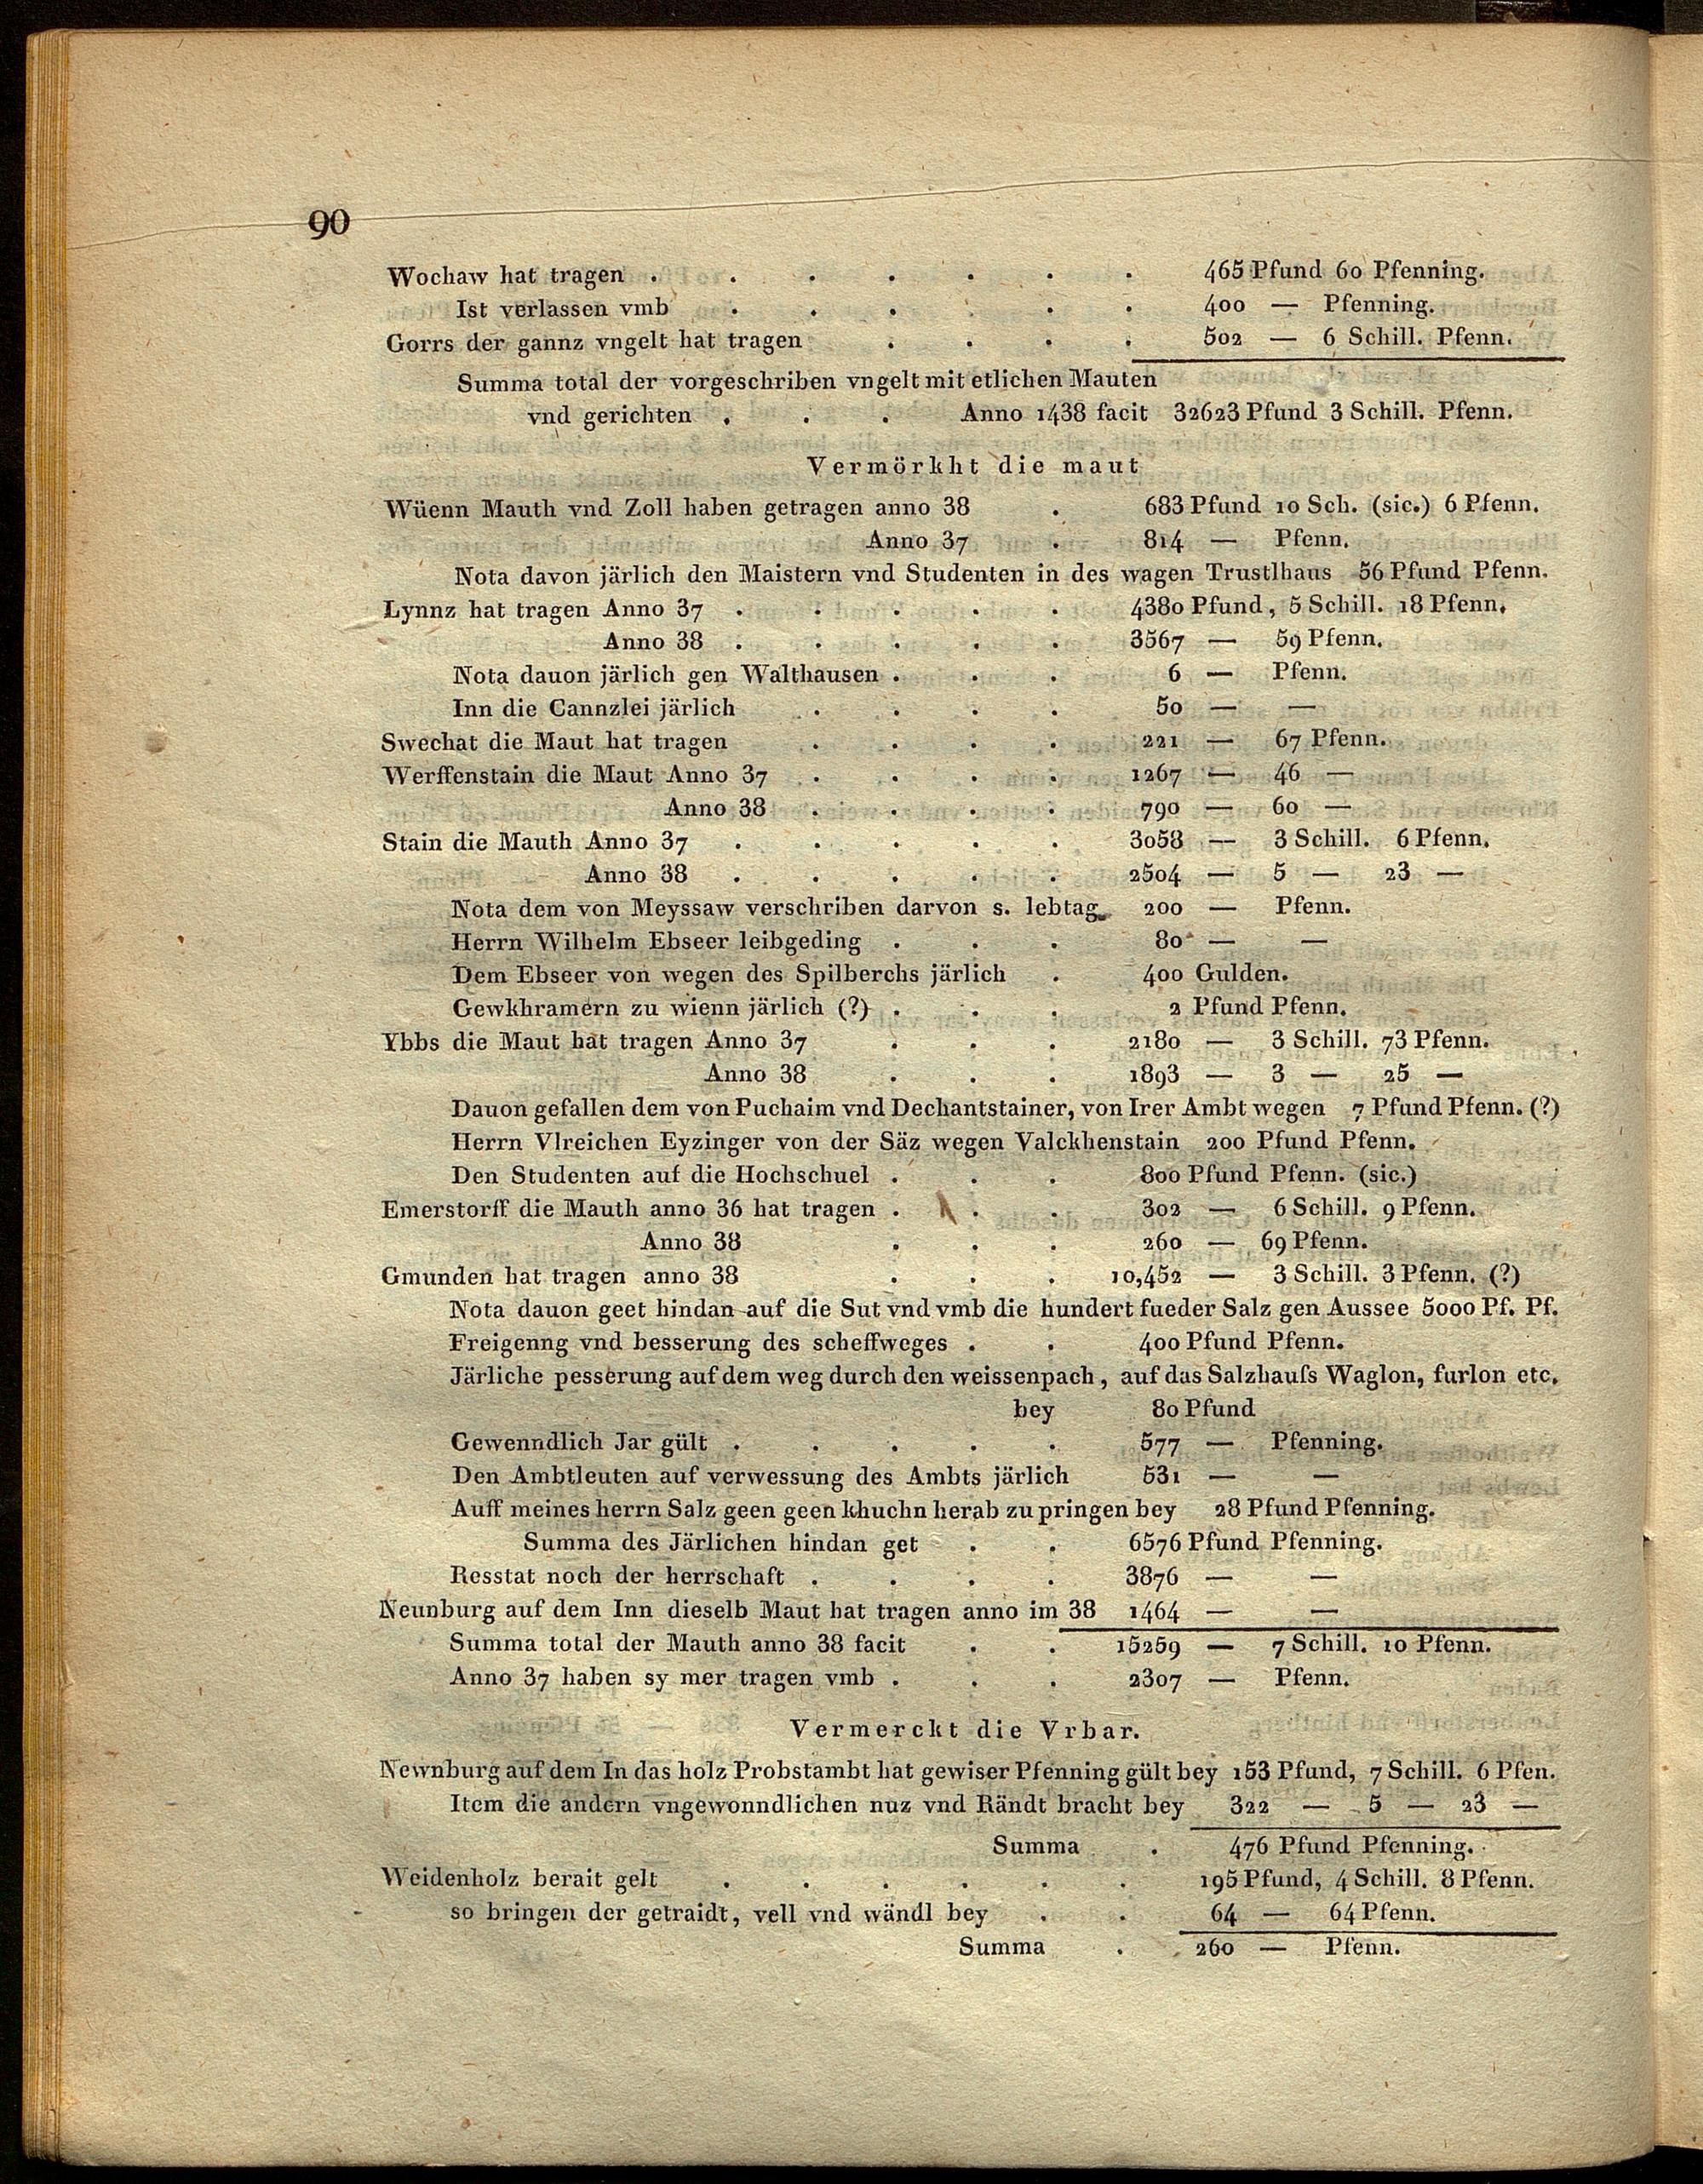 90
Wochaw hat tragen . . . . . . . 465 Pfund 60 Pfenning.
Ist verlassen vmb . . . . . . 400 — Pfenning.
Gorrs der gannz vngelt hat tragen . . . . 502 — 6 Schill. Pfenn.
Summa total der vorgeschriben vngelt mit etlichen Mauten
vnd gerichten . . . Anno 1438 facit 32623 Pfund 3 Schill. Pfenn.
Vermörkht die maut
Wüenn Mauth vnd Zoll haben getragen anno 38 . 683 Pfund 10 Sch. (sic.) 6 Pfenn.
Anno 37 . 814 — Pfenn.
Nota davon järlich den Maistern vnd Studenten in des wagen Trustlhaus 56 Pfund Pfenn.
Lynnz hat tragen Anno 37 . . . . . 4380 Pfund, 5 Schill. 18 Pfenn.
Anno 38 . . . . . 3567 — 59 Pfenn.
Nota dauon järlich gen Walthausen . . . 6 — Pfenn.
Inn die Cannzlei järlich . . . . 50 — —
Swechat die Maut hat tragen . . . . 221 — 67 Pfenn.
Werffenstain die Maut Anno 37 . . . . 1267 — 46 —
Anno 38 . . . . 790 — 60 —
Stain die Mauth Anno 37 . . . . . 3058 — 3 Schill. 6 Pfenn.
Anno 38 . . . . . 2504 — 5 — 23 —
Nota dem von Meyssaw verschriben darvon s. lebtag 200 — Pfenn.
Herrn Wilhelm Ebseer leibgeding . . . 80 — —
Dem Ebseer von wegen des Spilberchs järlich . 400 Gulden.
Gewkhramern zu wienn järlich (?) . . . 2 Pfund Pfenn.
Ybbs die Maut hat tragen Anno 37 . . . 2180 — 3 Schill. 73 Pfenn.
Anno 38 . . . 1893 — 3 — 25 —
Dauon gefallen dem von Puchaim vnd Dechantstainer, von Irer Ambt wegen 7 Pfund Pfenn. (?)
Herrn Vlreichen Eyzinger von der Säz wegen Valckhenstain 200 Pfund Pfenn.
Den Studenten auf die Hochschuel . . . 800 Pfund Pfenn. (sic.)
Emerstorff die Mauth anno 36 hat tragen . . . 302 — 6 Schill. 9 Pfenn.
Anno 38 . . . 260 — 69 Pfenn.
Gmunden hat tragen anno 38 . . . 10,452 — 3 Schill. 3 Pfenn. (?)
Nota dauon geet hindan auf die Sut vnd vmb die hundert fueder Salz gen Aussee 5000 Pf. Pf.
Freigenng vnd besserung des scheffweges . . 400 Pfund Pfenn.
Järliche pesserung auf dem weg durch den weissenpach, auf das Salzhauſs Waglon, furlon etc.
bey 80 Pfund
Gewenndlich Jar gült . . . . . 577 — Pfenning.
Den Ambtleuten auf verwessung des Ambts järlich 531 — —
Auff meines herrn Salz geen geen khuchn herab zu pringen bey 28 Pfund Pfenning.
Summa des Järlichen hindan get . . 6576 Pfund Pfenning.
Resstat noch der herrschaft . . . . 3876 — —
Neunburg auf dem Inn dieselb Maut hat tragen anno im 38 1464 — —
Summa total der Mauth anno 38 facit . . 15259 — 7 Schill. 10 Pfenn.
Anno 37 haben sy mer tragen vmb . . . 2307 — Pfenn.
Vermerckt die Vrbar.
Newnburg auf dem In das holz Probstambt hat gewiser Pfenning gült bey 153 Pfund, 7 Schill. 6 Pfen.
Item die andern vngewonndlichen nuz vnd Rändt bracht bey 322 — 5 — 23 —
Summa . 476 Pfund Pfenning.
Weidenholz berait gelt . . . . . . 195 Pfund, 4 Schill. 8 Pfenn.
so bringen der getraidt, vell vnd wändl bey . . 64 — 64 Pfenn.
Summa . 260 — Pfenn.